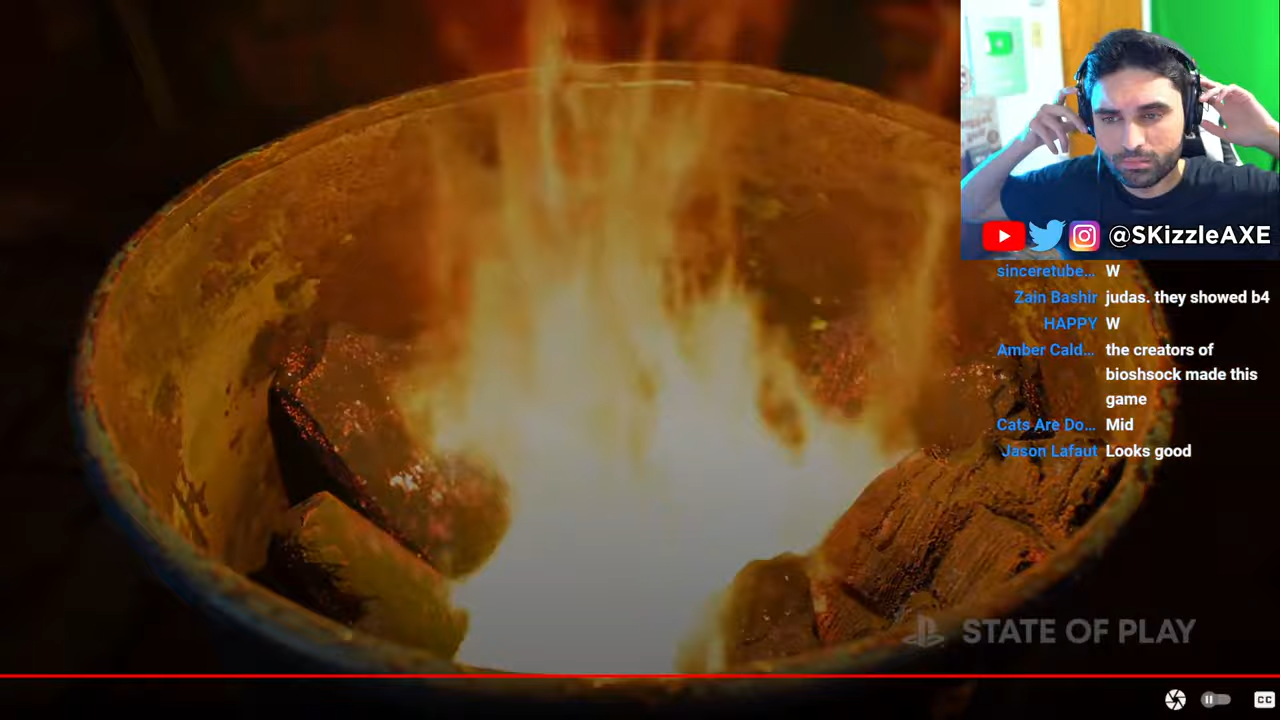 @SKizzleAXE
sinceretube... W
Zain Bashir judas. they showed b4
HAPPY W
Amber Cald... the creators of
bioshsock made this
game
Cats Are Do... Mid
Jason Lafaut Looks good
STATE OF PLAY
CC